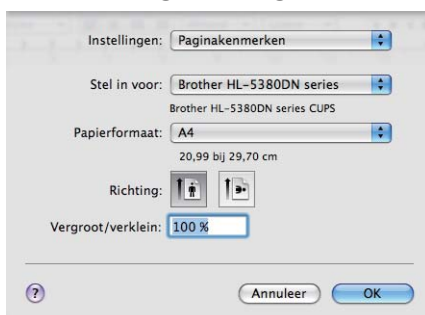 Instellingen: Paginakenmerken
Stel in voor: Brother HL-5380DN series
Brother HL-5380DN series CUPS
Papierformaat: A4
20,99 bij 29,70 cm
Richting:
Vergroot/verklein: 100 %
? Annuleer OK